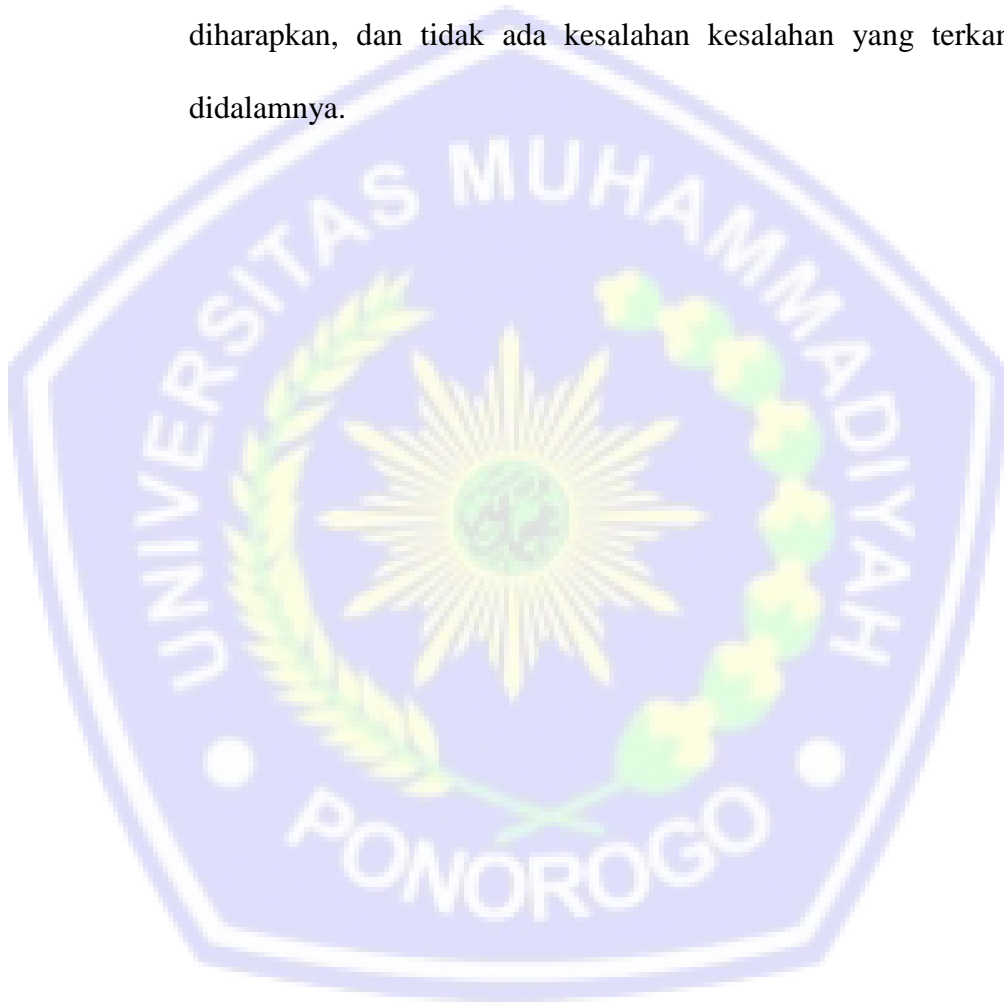 diharapkan, dan tidak ada kesalahan kesalahan yang terkan
didalamnya.
UNIVERSITAS MUHAMMADIYAH
PONOROGO